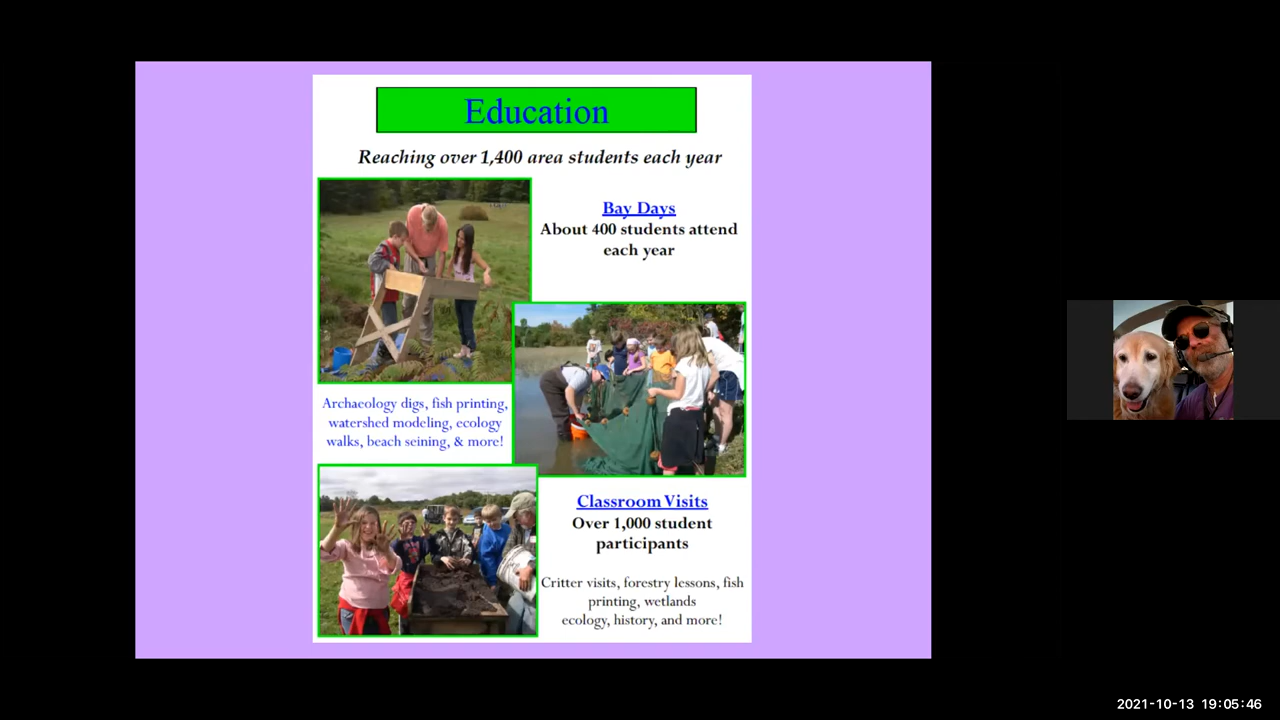 Education
Reaching over 1,400 area students each year
Bay Days
About 400 students attend
each year
Archaeology digs, fish printing,
watershed modeling, ecology
walks, beach seining, & more!
Classroom Visits
Over 1,000 student
participants
Critter visits, forestry lessons, fish
printing, wetlands
ecology, history, and more!
2021-10-13 19:05:46